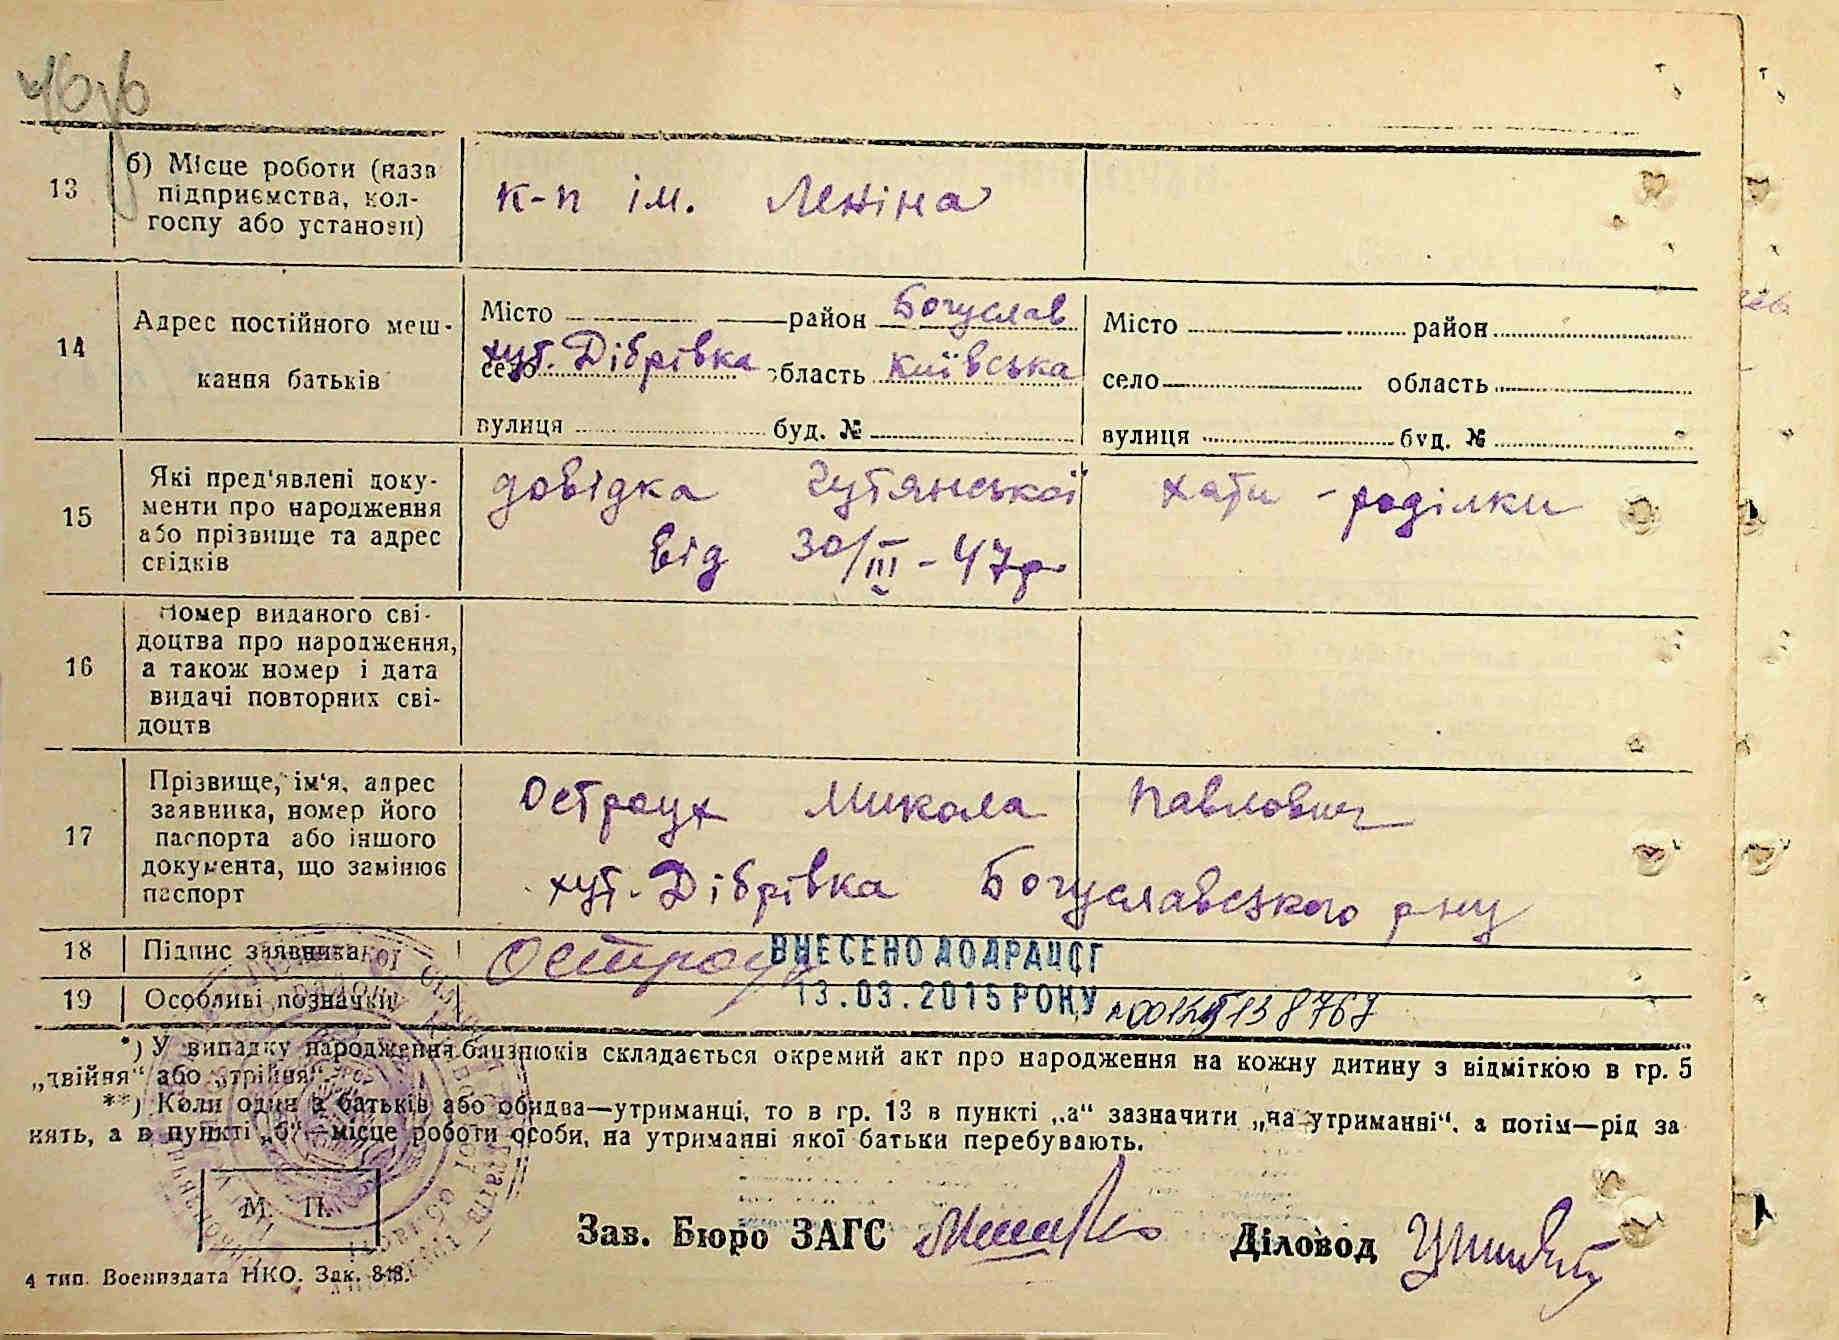 13
б) Місце роботи (назв
підприємства, кол-
госпу або установи)
к-п ім. Леніна
14
Адрес постійного меш-
кання батьків
Місто район Богуслав
хут. Дібрівка
село область Київська
вулиця буд. №
Місто район
село область
вулиця буд. №
15
Які пред'явлені доку-
менти про народження
або прізвище та адрес
свідків
довідка Чутянської хати-роділки
від 30/III-47р
16
Номер виданого сві-
доцтва про народження,
а також номер і дата
видачі повторних сві-
доцтв
17
Прізвище, ім'я, адрес
заявника, номер його
паспорта або іншого
документа, що замінює
паспорт
Остроух Микола Павлович
хут. Дібрівка Богуславського р-ну
18
Підпис заявника
ВНЕСЕНО ДО ДРАЦСГ
19
Особливі позначки
13.03.2015 РОКУ
*) У випадку народження близнюків складається окремий акт про народження на кожну дитину з відміткою в гр. 5
„двійня“ або „трійня“
**) Коли один з батьків або обидва—утриманці, то в гр. 13 в пункті „а“ зазначити „на утриманні“, а потім—рід за
нять, а в пункті „б“—місце роботи особи, на утриманні якої батьки перебувають.
М. П.
Зав. Бюро ЗАГС
Діловод
4 тип. Воениздата НКО. Зак. 848.